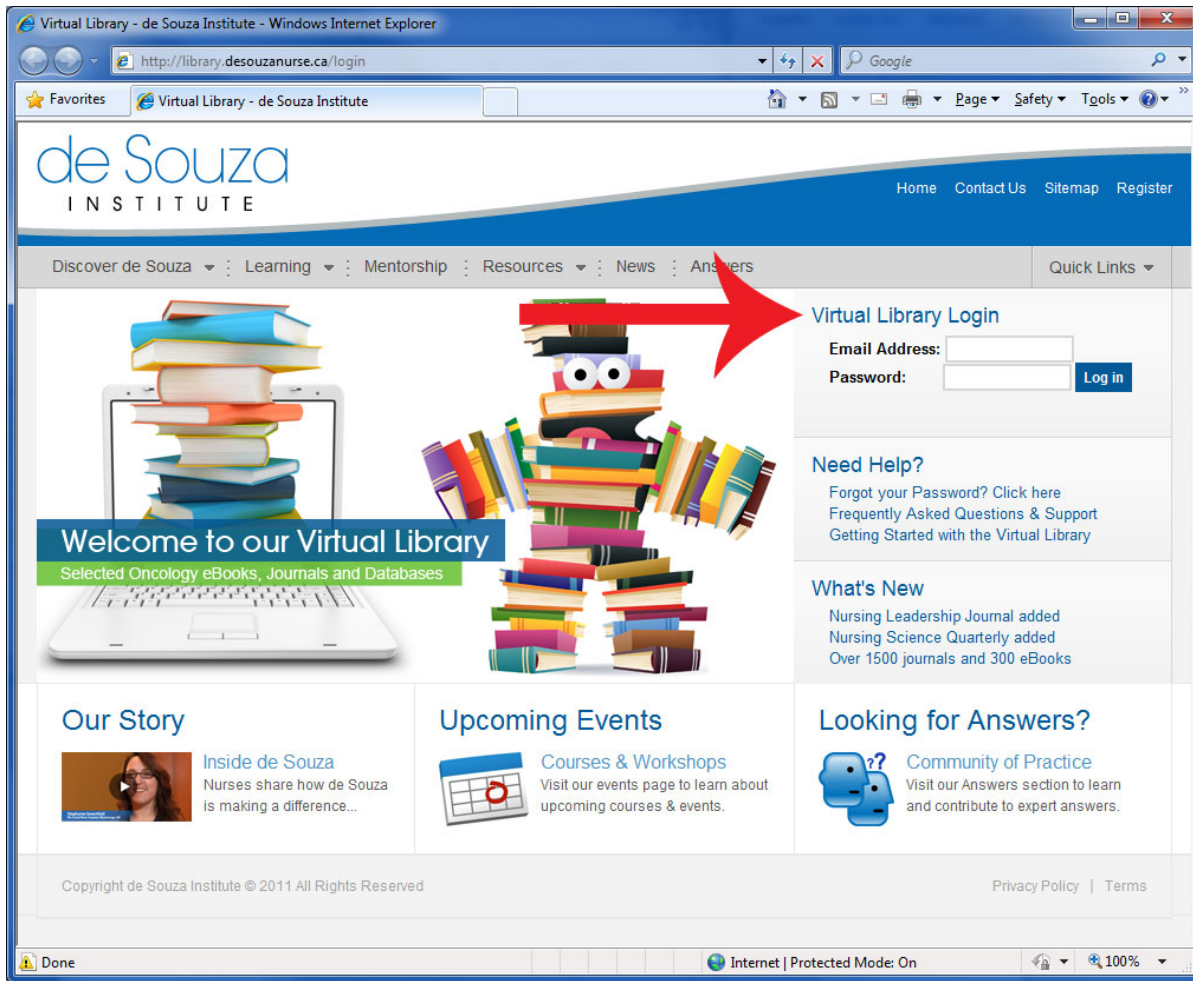 Virtual Library - de Souza Institute - Windows Internet Explorer
http://library.desouzanurse.ca/login
Google
Favorites
Virtual Library - de Souza Institute
Page
Safety
Tools
de Souza
INSTITUTE
Home Contact Us Sitemap Register
Discover de Souza Learning Mentorship Resources News Answers Quick Links
Virtual Library Login
Email Address:
Password:
Log in
Need Help?
Forgot your Password? Click here
Frequently Asked Questions & Support
Getting Started with the Virtual Library
Welcome to our Virtual Library
Selected Oncology eBooks, Journals and Databases
What's New
Nursing Leadership Journal added
Nursing Science Quarterly added
Over 1500 journals and 300 eBooks
Our Story
Inside de Souza
Nurses share how de Souza
is making a difference...
Upcoming Events
Courses & Workshops
Visit our events page to learn about
upcoming courses & events.
Looking for Answers?
??
Community of Practice
Visit our Answers section to learn
and contribute to expert answers.
Copyright de Souza Institute © 2011 All Rights Reserved
Privacy Policy | Terms
Done
Internet | Protected Mode: On
100%